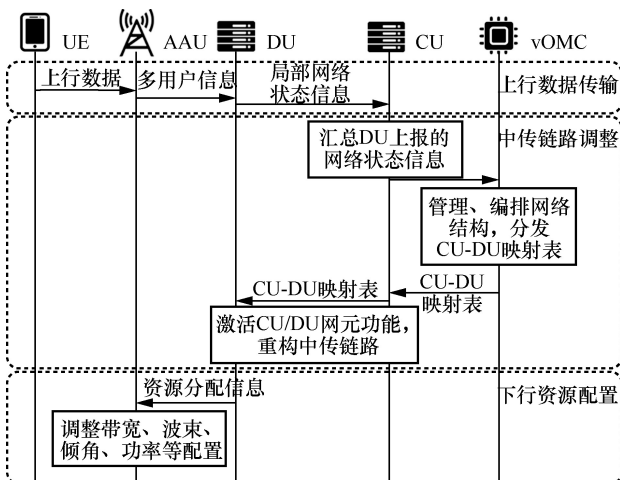 UE
AAU
DU
CU
vOMC
上行数据
多用户信息
局部网络
状态信息
上行数据传输
汇总DU上报的
网络状态信息
中传链路调整
管理、编排网络
结构，分发
CU-DU映射表
CU-DU映射表
CU-DU
映射表
激活CU/DU网元功能，
重构中传链路
资源分配信息
下行资源配置
调整带宽、波束、
倾角、功率等配置